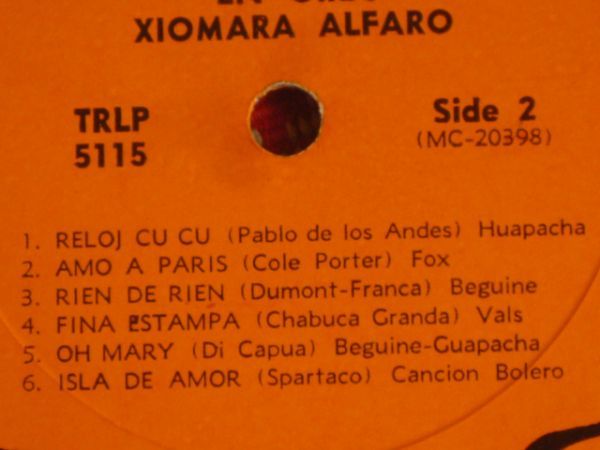 XIOMARA ALFARO
TRLP
5115
Side 2
(MC-20398)
1. RELOJ CU CU (Pablo de los Andes) Huapacha
2. AMO A PARIS (Cole Porter) Fox
3. RIEN DE RIEN (Dumont-Franca) Beguine
4. FINA ESTAMPA (Chabuca Granda) Vals
5. OH MARY (Di Capua) Beguine-Guapacha
6. ISLA DE AMOR (Spartaco) Cancion Bolero